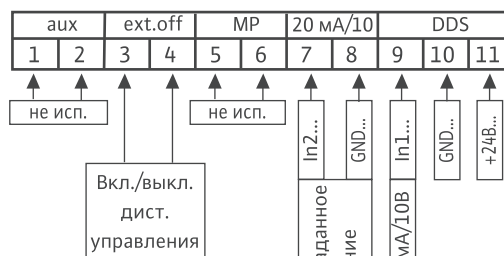 aux ext.off MP 20 мА/10 DDS
1 2 3 4 5 6 7 8 9 10 11
не исп. не исп.
In2... GND... In1... GND... +24В...
Вкл./выкл.
дист.
управления
аданное
ние
мА/10В